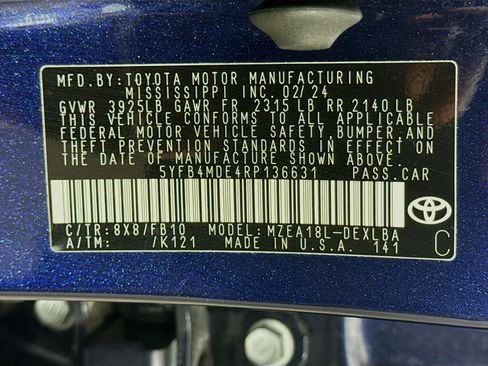 MFD.BY:TOYOTA MOTOR MANUFACTURING
MISSISSIPPI INC. 02/24
GVWR 3925LB GAWR FR 2315 LB RR 2140 LB
THIS VEHICLE CONFORMS TO ALL APPLICABLE
FEDERAL MOTOR VEHICLE SAFETY, BUMPER, AND
THEFT PREVENTION STANDARDS IN EFFECT ON
THE DATE OF MANUFACTURE SHOWN ABOVE.
5YFB4MDE4RP136631 PASS.CAR
C/TR:8X8/FB10 MODEL:MZEA18L-DEXLBA
A/TM: /K121 MADE IN U.S.A. 141
C